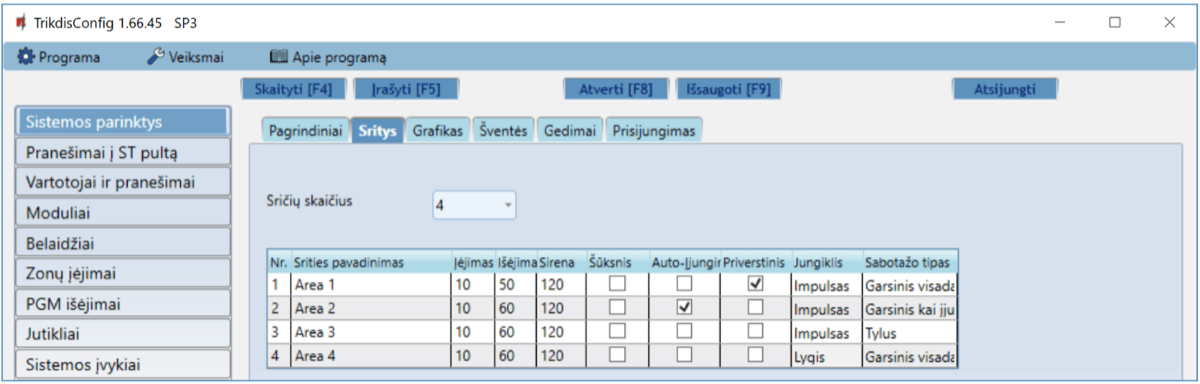 TrikdisConfig 1.66.45 SP3
Programa Veiksmai Apie programą
Skaityti [F4] Įrašyti [F5] Atverti [F8] Išsaugoti [F9] Atsijungti
Sistemos parinktys
Pranešimai į ST pultą
Vartotojai ir pranešimai
Moduliai
Belaidžiai
Zonų įėjimai
PGM išėjimai
Jutikliai
Sistemos įvykiai
Pagrindiniai Sritys Grafikas Šventės Gedimai Prisijungimas
Sričių skaičius 4
Nr. Srities pavadinimas Įėjimas Išėjima Sirena Šūksnis Auto-Įjungir Priverstinis Jungiklis Sabotažo tipas
1 Area 1 10 50 120 Impulsas Garsinis visada
2 Area 2 10 60 120 Impulsas Garsinis kai įju
3 Area 3 10 60 120 Impulsas Tylus
4 Area 4 10 60 120 Lygis Garsinis visada